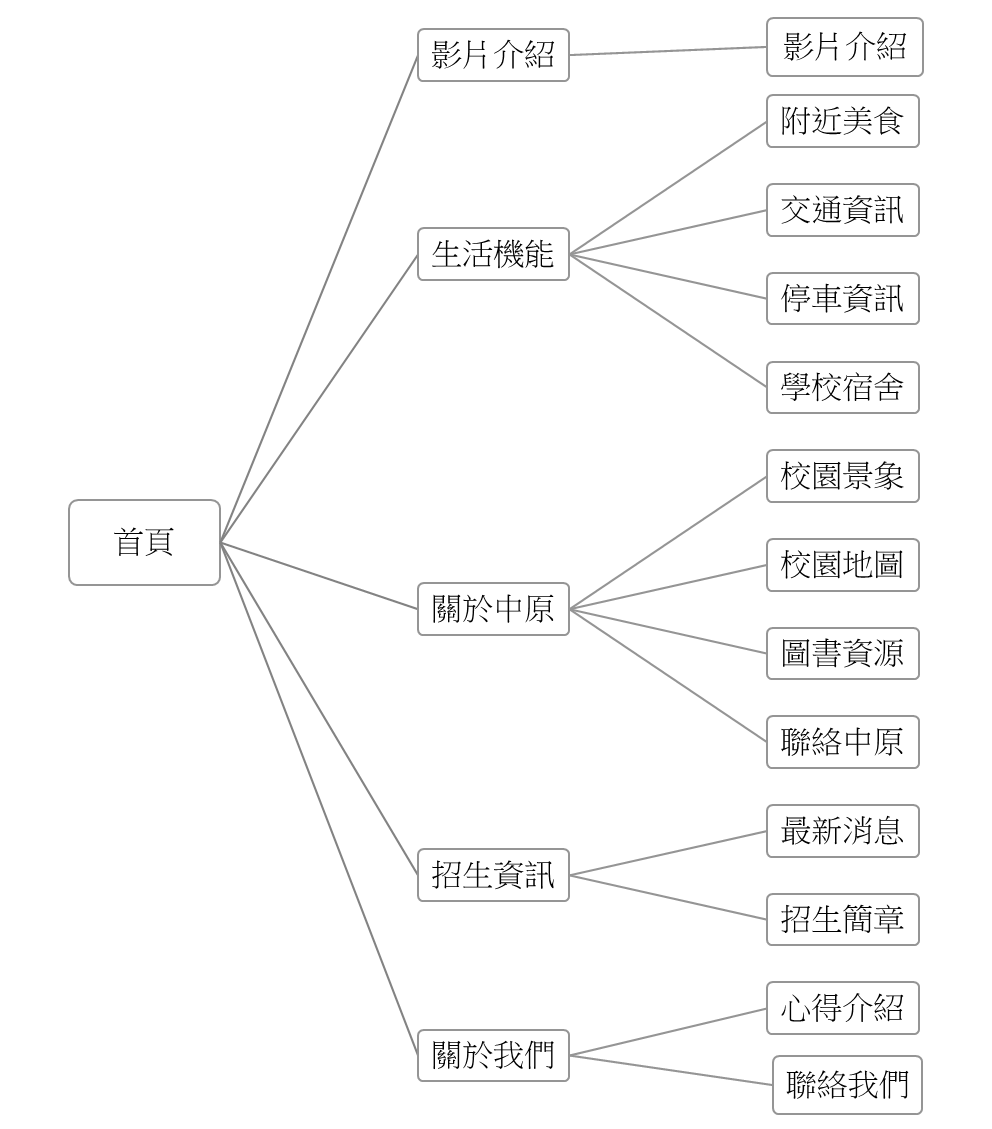 首頁
影片介紹
影片介紹
生活機能
附近美食
交通資訊
停車資訊
學校宿舍
關於中原
校園景象
校園地圖
圖書資源
聯絡中原
招生資訊
最新消息
招生簡章
關於我們
心得介紹
聯絡我們